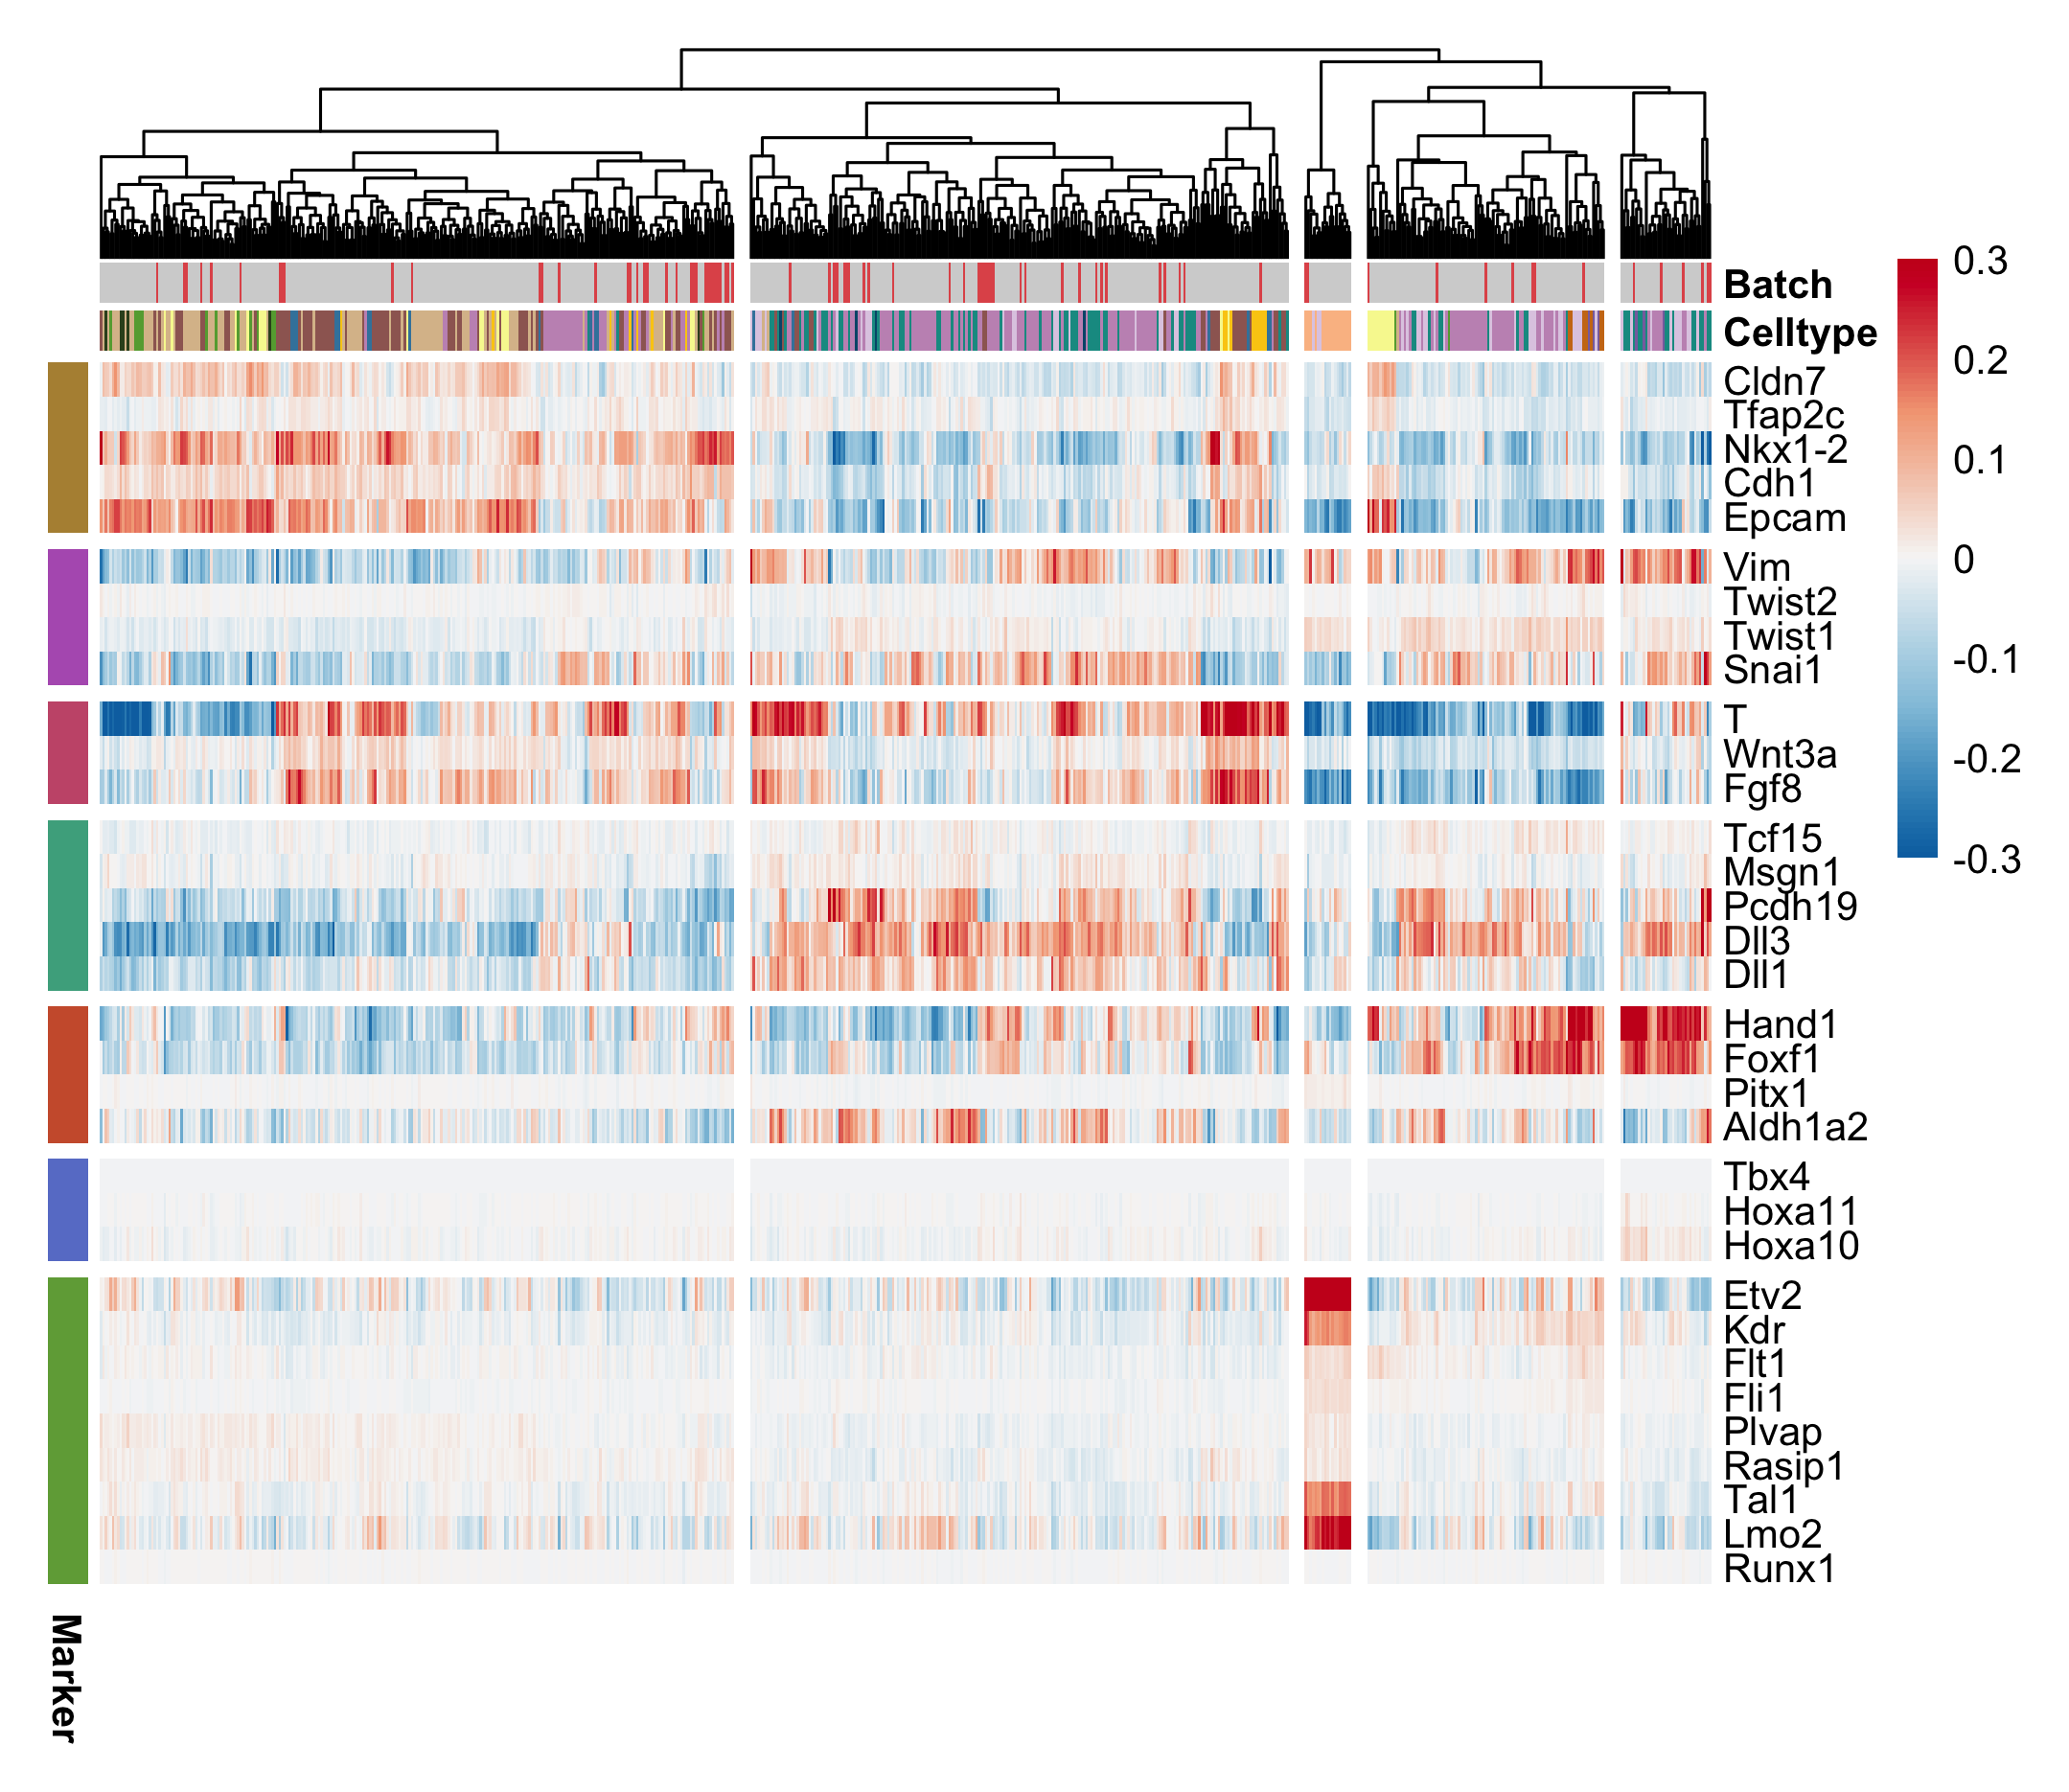 Batch
Celltype
Cldn7
Tfap2c
Nkx1-2
Cdh1
Epcam
Vim
Twist2
Twist1
Snai1
T
Wnt3a
Fgf8
Tcf15
Msgn1
Pcdh19
Dll3
Dll1
Hand1
Foxf1
Pitx1
Aldh1a2
Tbx4
Hoxa11
Hoxa10
Etv2
Kdr
Flt1
Fli1
Plvap
Rasip1
Tal1
Lmo2
Runx1
0.3
0.2
0.1
0
-0.1
-0.2
-0.3
Marker